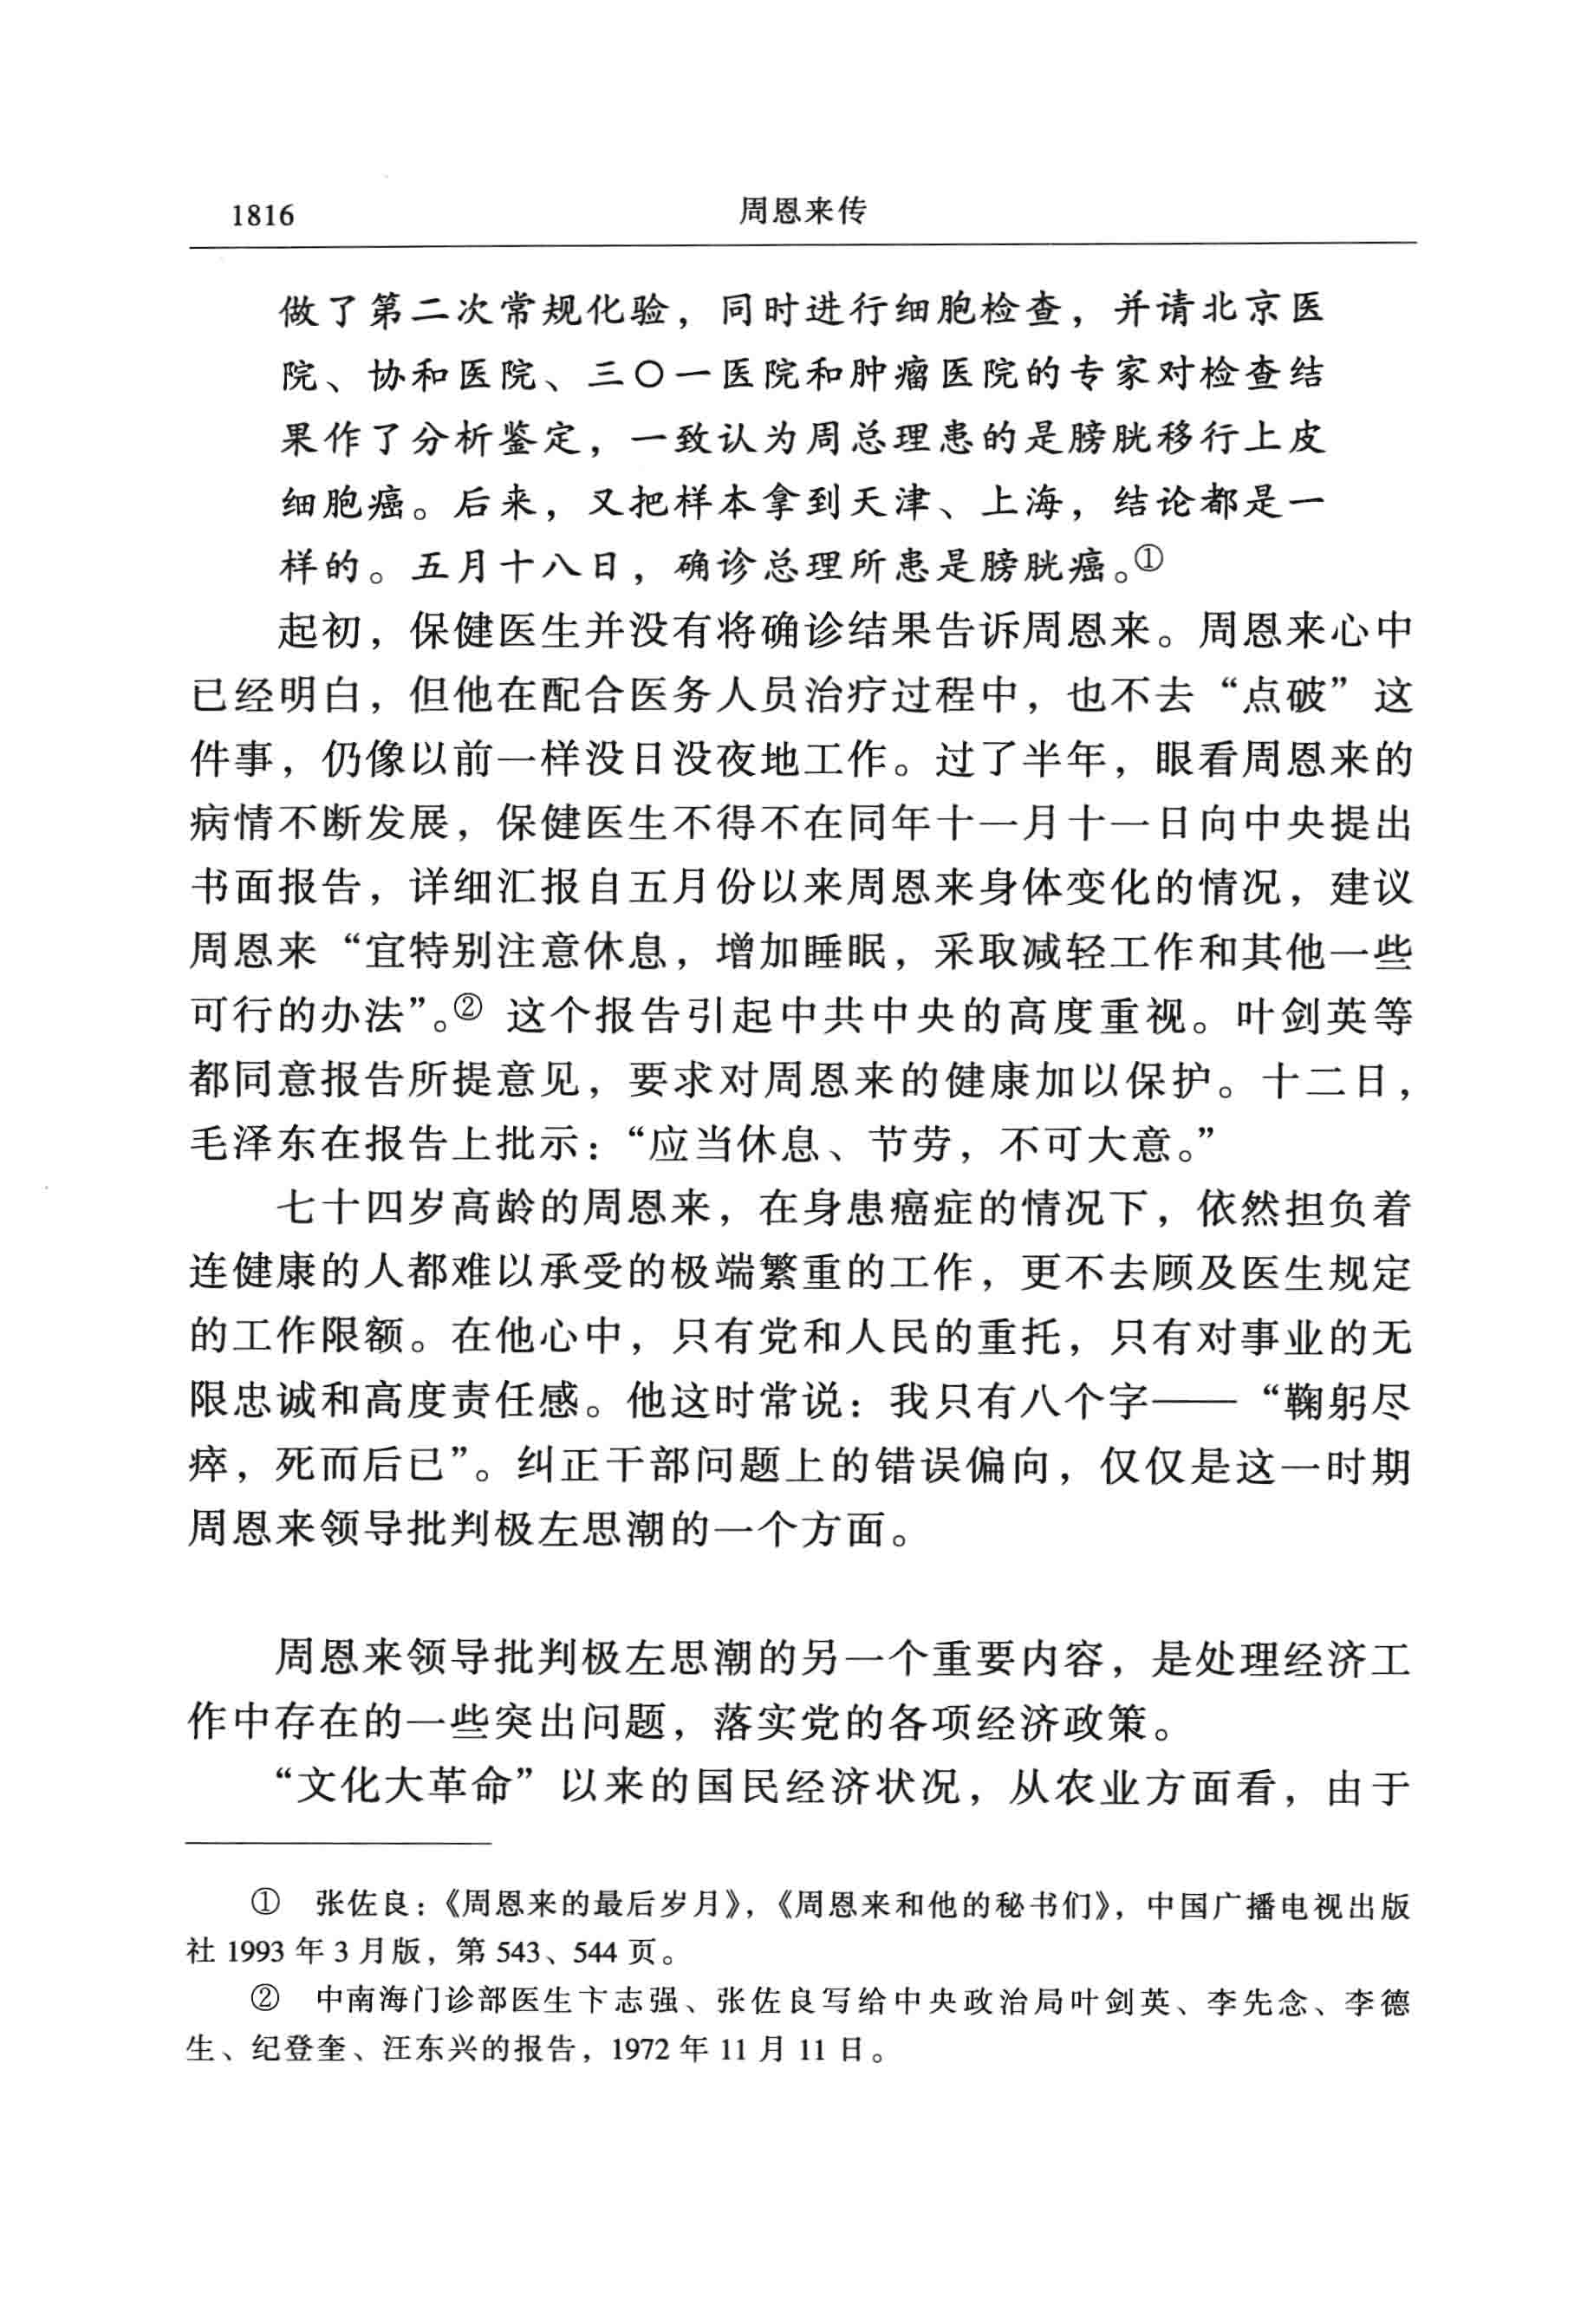 1816
周恩来传
做了第二次常规化验，同时进行细胞检查，并请北京医
院、协和医院、三〇一医院和肿瘤医院的专家对检查结
果作了分析鉴定，一致认为周总理患的是膀胱移行上皮
细胞癌。后来，又把样本拿到天津、上海，结论都是一
样的。五月十八日，确诊总理所患是膀胱癌。①
起初，保健医生并没有将确诊结果告诉周恩来。周恩来心中
已经明白，但他在配合医务人员治疗过程中，也不去“点破”这
件事，仍像以前一样没日没夜地工作。过了半年，眼看周恩来的
病情不断发展，保健医生不得不在同年十一月十一日向中央提出
书面报告，详细汇报自五月份以来周恩来身体变化的情况，建议
周恩来“宜特别注意休息，增加睡眠，采取减轻工作和其他一些
可行的办法”。② 这个报告引起中共中央的高度重视。叶剑英等
都同意报告所提意见，要求对周恩来的健康加以保护。十二日，
毛泽东在报告上批示：“应当休息、节劳，不可大意。”
七十四岁高龄的周恩来，在身患癌症的情况下，依然担负着
连健康的人都难以承受的极端繁重的工作，更不去顾及医生规定
的工作限额。在他心中，只有党和人民的重托，只有对事业的无
限忠诚和高度责任感。他这时常说：我只有八个字——“鞠躬尽
瘁，死而后已”。纠正干部问题上的错误偏向，仅仅是这一时期
周恩来领导批判极左思潮的一个方面。
周恩来领导批判极左思潮的另一个重要内容，是处理经济工
作中存在的一些突出问题，落实党的各项经济政策。
“文化大革命”以来的国民经济状况，从农业方面看，由于
① 张佐良：《周恩来的最后岁月》，《周恩来和他的秘书们》，中国广播电视出版
社 1993 年 3 月版，第 543、544 页。
② 中南海门诊部医生卞志强、张佐良写给中央政治局叶剑英、李先念、李德
生、纪登奎、汪东兴的报告，1972 年 11 月 11 日。